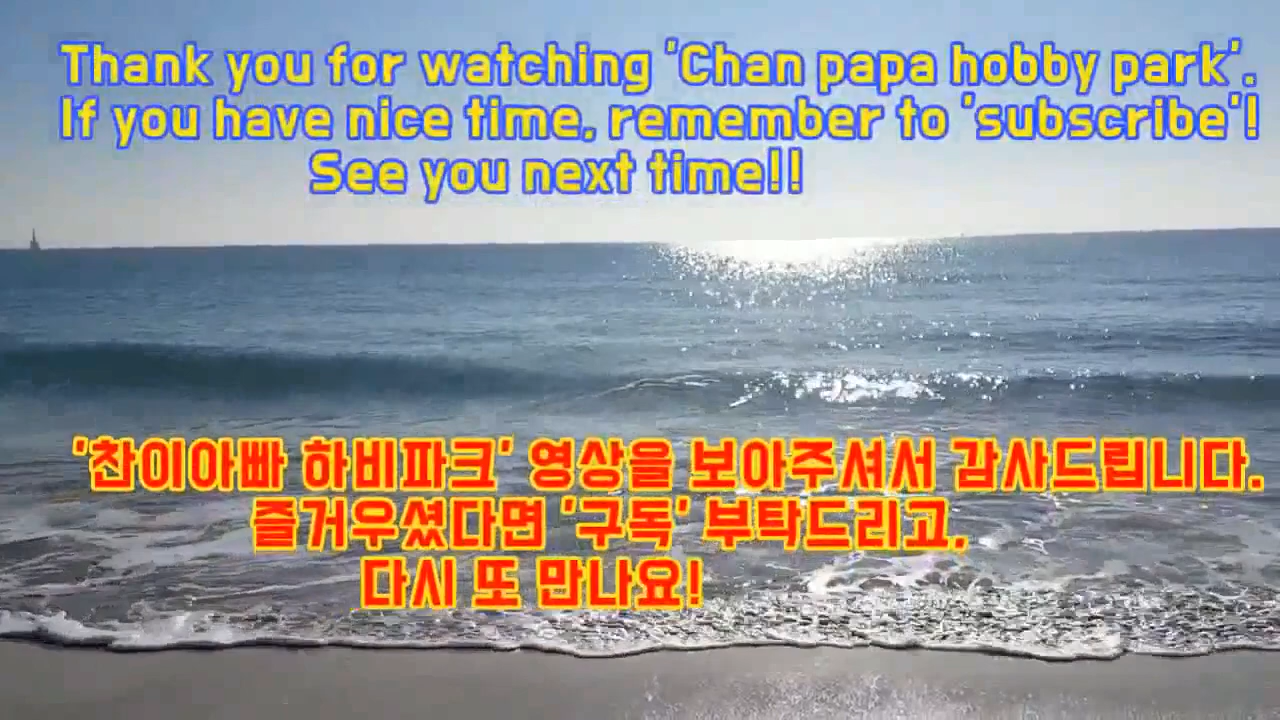 Thank you for watching 'Chan papa hobby park'.
If you have nice time, remember to 'subscribe'!
See you next time!!
'찬이아빠 하비파크' 영상을 보아주셔서 감사드립니다.
즐거우셨다면 '구독' 부탁드리고,
다시 또 만나요!